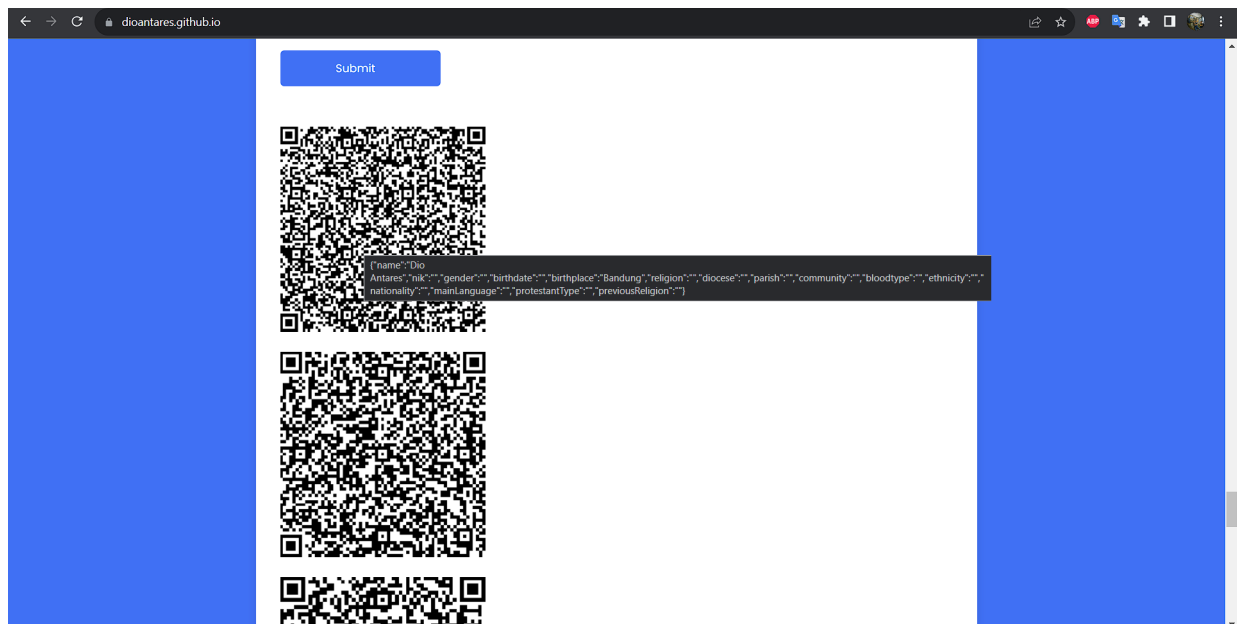 dioantares.github.io
ABP
Submit
{"name":"Dio
Antares","nik":"","gender":"","birthdate":"","birthplace":"Bandung","religion":"","diocese":"","parish":"","community":"","bloodtype":"","ethnicity":"","
nationality":"","mainLanguage":"","protestantType":"","previousReligion":""}